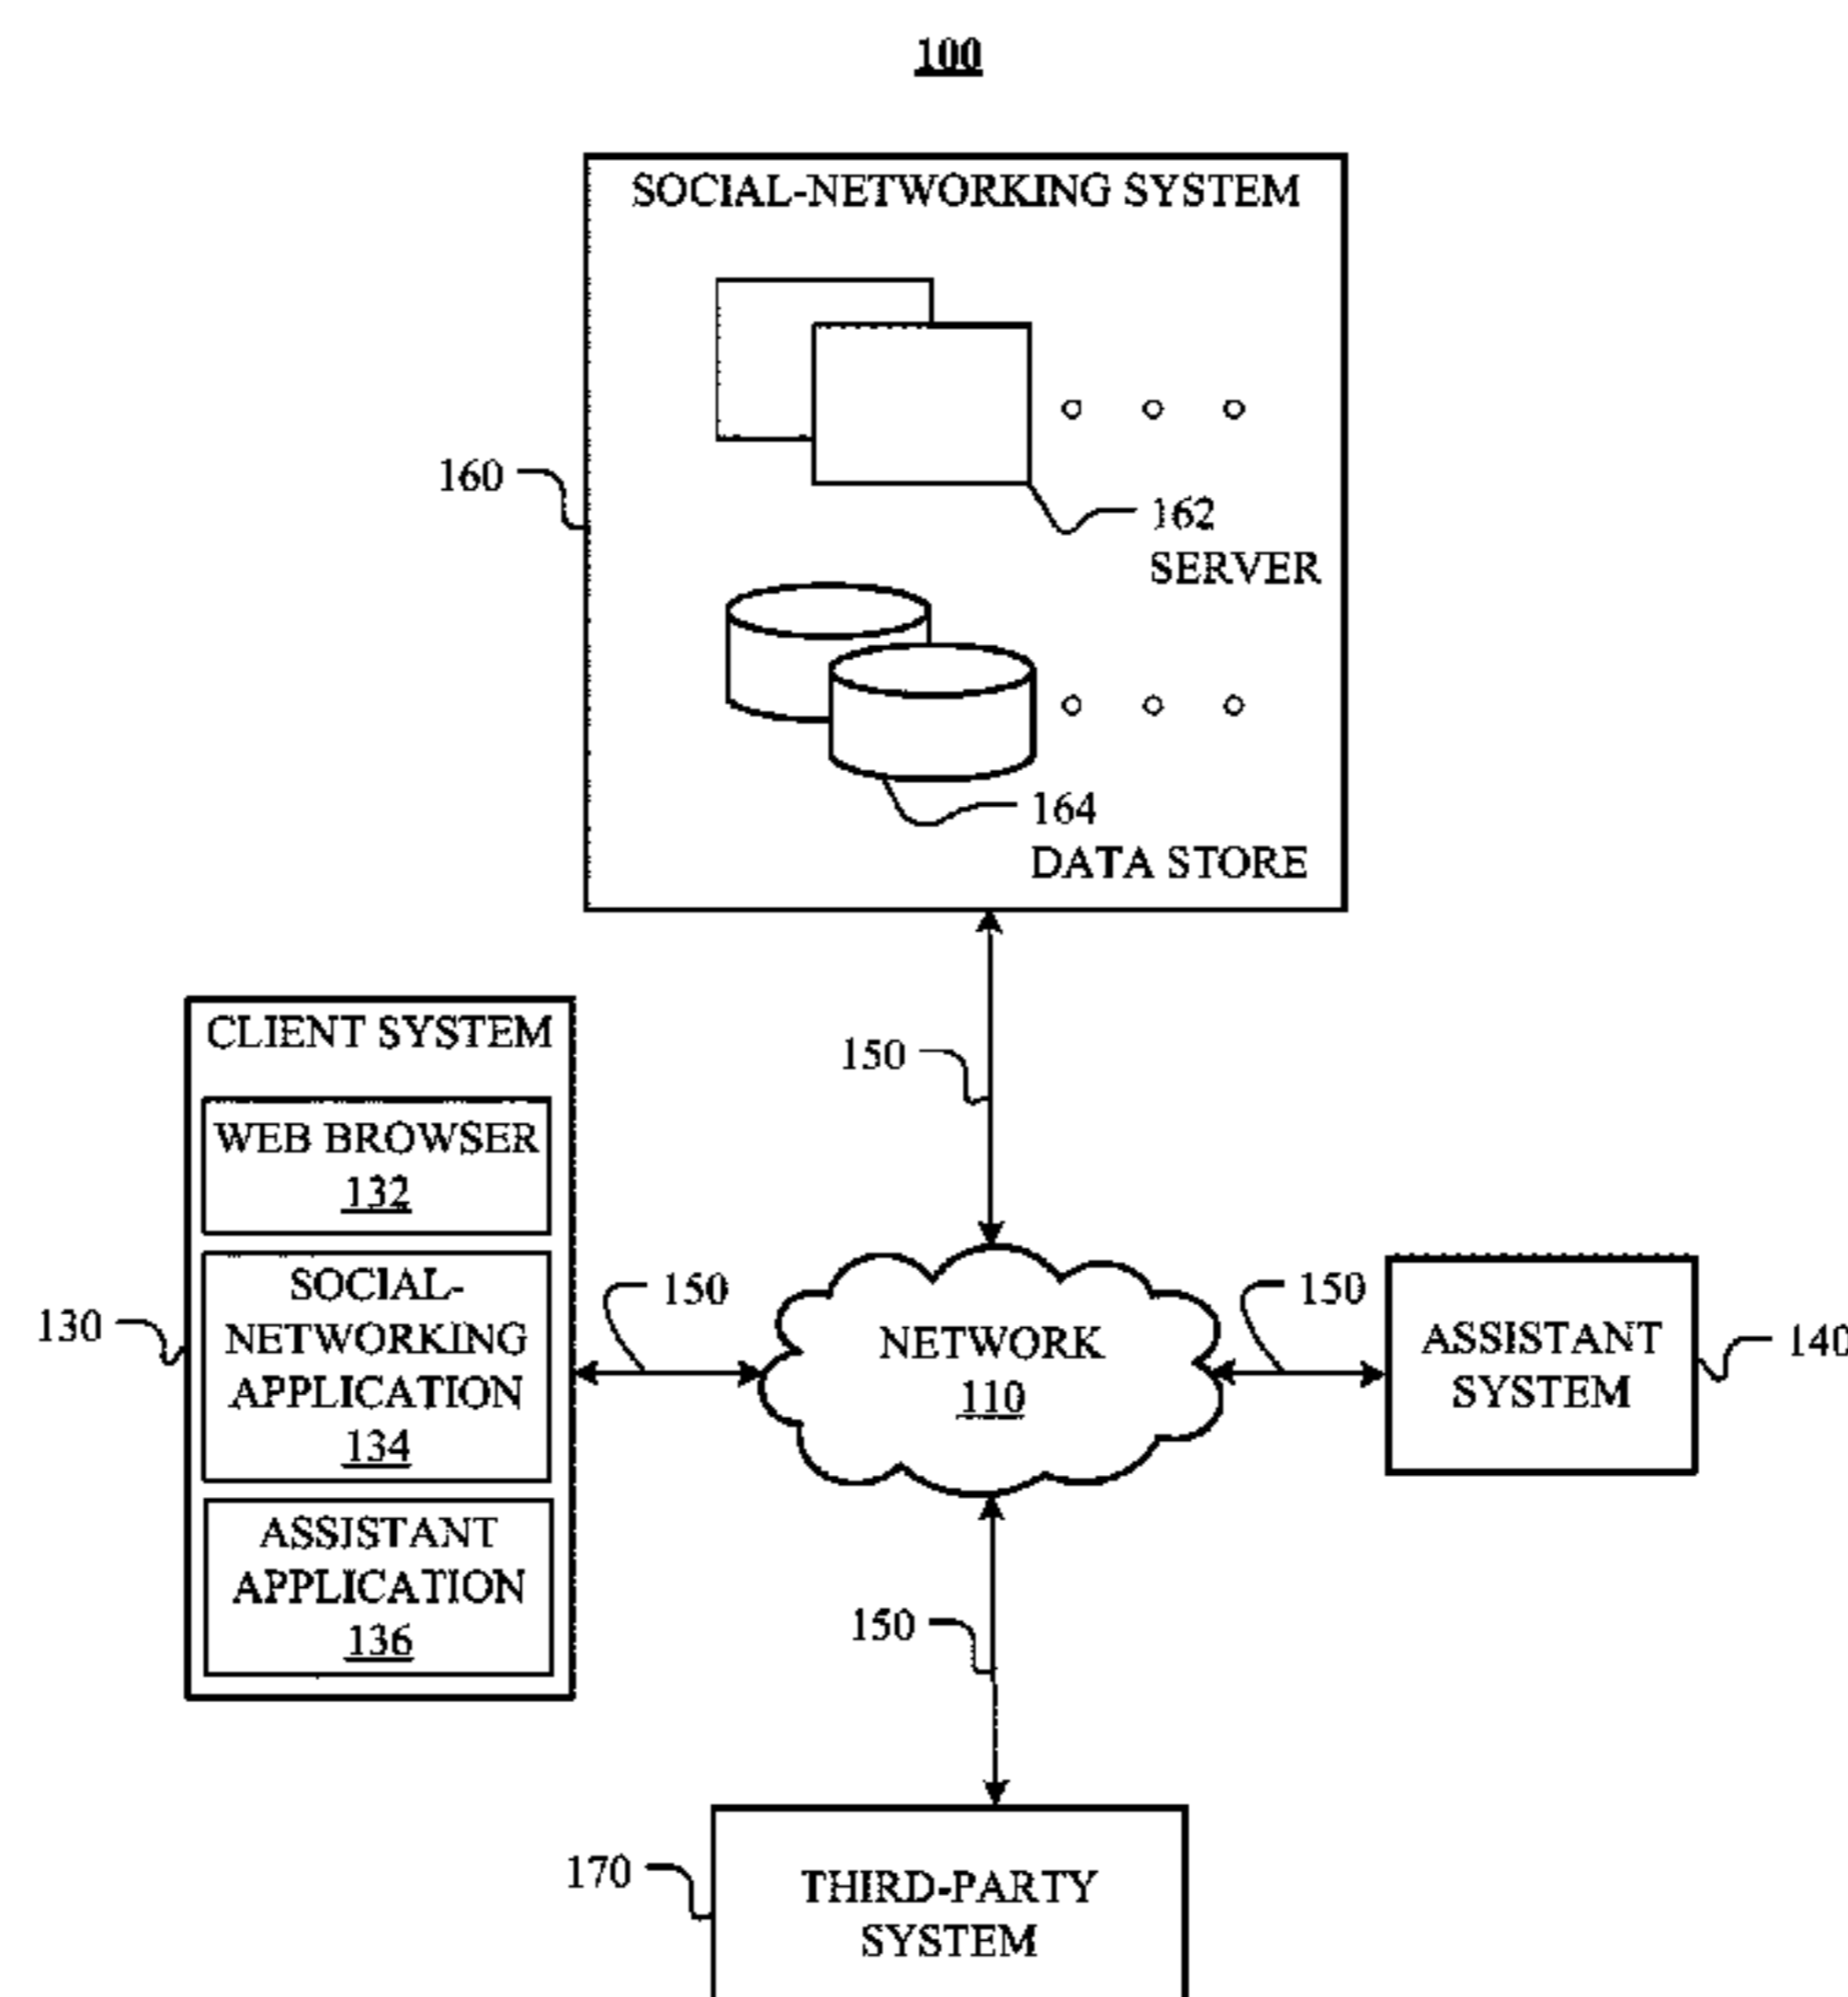 100
SOCIAL-NETWORKING SYSTEM
160
162
SERVER
164
DATA STORE
CLIENT SYSTEM
WEB BROWSER
132
SOCIAL-
NETWORKING
APPLICATION
134
ASSISTANT
APPLICATION
136
130
150
150
NETWORK
110
150
ASSISTANT
SYSTEM
140
150
170
THIRD-PARTY
SYSTEM